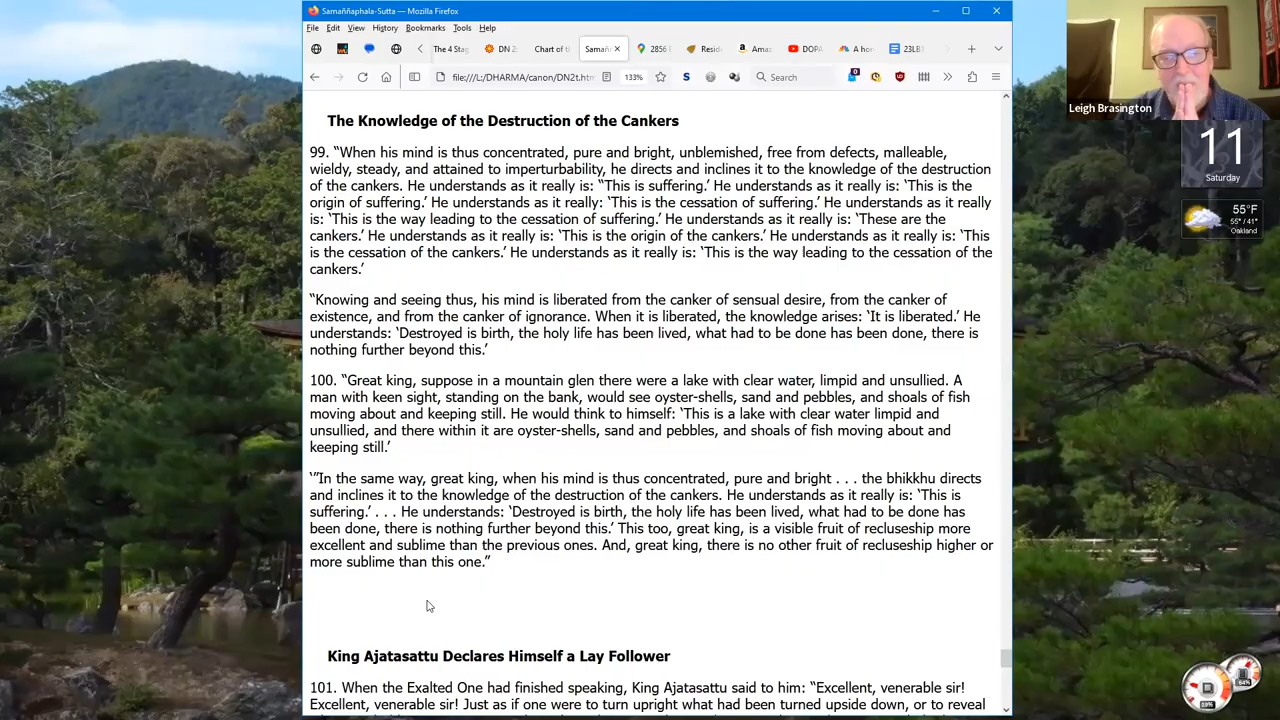 Samaññaphala-Sutta — Mozilla Firefox
File Edit View History Bookmarks Tools Help
The 4 Stag
DN 2:
Chart of t
Samañ
2856 E
Resid
Amaz
DOPA
A hor
23LB1
file:///L:/DHARMA/canon/DN2t.htm
133%
Search
The Knowledge of the Destruction of the Cankers
99. “When his mind is thus concentrated, pure and bright, unblemished, free from defects, malleable,
wieldy, steady, and attained to imperturbability, he directs and inclines it to the knowledge of the destruction
of the cankers. He understands as it really is: “This is suffering.’ He understands as it really is: ‘This is the
origin of suffering.’ He understands as it really: ‘This is the cessation of suffering.’ He understands as it really
is: ‘This is the way leading to the cessation of suffering.’ He understands as it really is: ‘These are the
cankers.’ He understands as it really is: ‘This is the origin of the cankers.’ He understands as it really is: ‘This
is the cessation of the cankers.’ He understands as it really is: ‘This is the way leading to the cessation of the
cankers.’
“Knowing and seeing thus, his mind is liberated from the canker of sensual desire, from the canker of
existence, and from the canker of ignorance. When it is liberated, the knowledge arises: ‘It is liberated.’ He
understands: ‘Destroyed is birth, the holy life has been lived, what had to be done has been done, there is
nothing further beyond this.’
100. “Great king, suppose in a mountain glen there were a lake with clear water, limpid and unsullied. A
man with keen sight, standing on the bank, would see oyster-shells, sand and pebbles, and shoals of fish
moving about and keeping still. He would think to himself: ‘This is a lake with clear water limpid and
unsullied, and there within it are oyster-shells, sand and pebbles, and shoals of fish moving about and
keeping still.’
‘”In the same way, great king, when his mind is thus concentrated, pure and bright . . . the bhikkhu directs
and inclines it to the knowledge of the destruction of the cankers. He understands as it really is: ‘This is
suffering.’ . . . He understands: ‘Destroyed is birth, the holy life has been lived, what had to be done has
been done, there is nothing further beyond this.’ This too, great king, is a visible fruit of recluseship more
excellent and sublime than the previous ones. And, great king, there is no other fruit of recluseship higher or
more sublime than this one.”
King Ajatasattu Declares Himself a Lay Follower
101. When the Exalted One had finished speaking, King Ajatasattu said to him: “Excellent, venerable sir!
Excellent, venerable sir! Just as if one were to turn upright what had been turned upside down, or to reveal
Leigh Brasington
11
Saturday
55°F
55° / 41°
Oakland